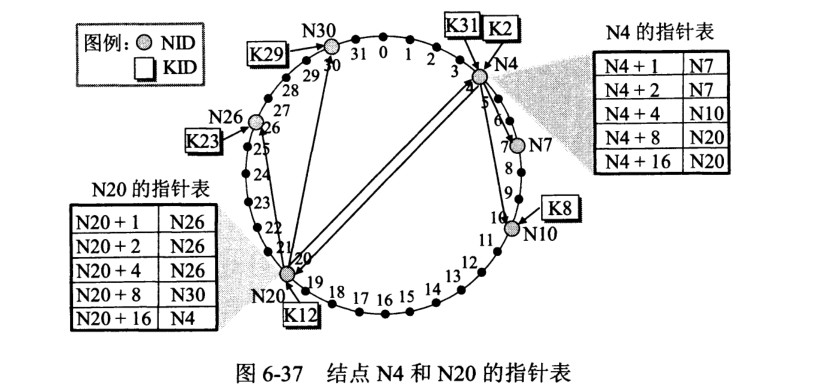 图例： NID
KID
N30
K29
31 0 1 2 3 4 5 6 7 8 9 10 11 12 13 14 15 16 17 18 19 20 21 22 23 24 25 26 27 28 29 30
K31 K2
N4
N7
K8
N10
N26
K23
N20
K12
N4 的指针表
N4 + 1 N7
N4 + 2 N7
N4 + 4 N10
N4 + 8 N20
N4 + 16 N20
N20 的指针表
N20 + 1 N26
N20 + 2 N26
N20 + 4 N26
N20 + 8 N30
N20 + 16 N4
图 6-37 结点 N4 和 N20 的指针表